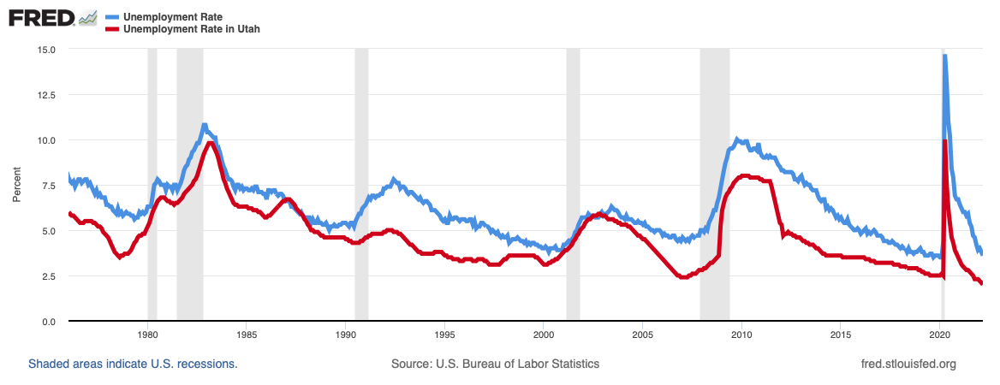 FRED
Unemployment Rate
Unemployment Rate in Utah
15.0
12.5
10.0
7.5
5.0
2.5
0.0
Percent
1980 1985 1990 1995 2000 2005 2010 2015 2020
Shaded areas indicate U.S. recessions. Source: U.S. Bureau of Labor Statistics fred.stlouisfed.org